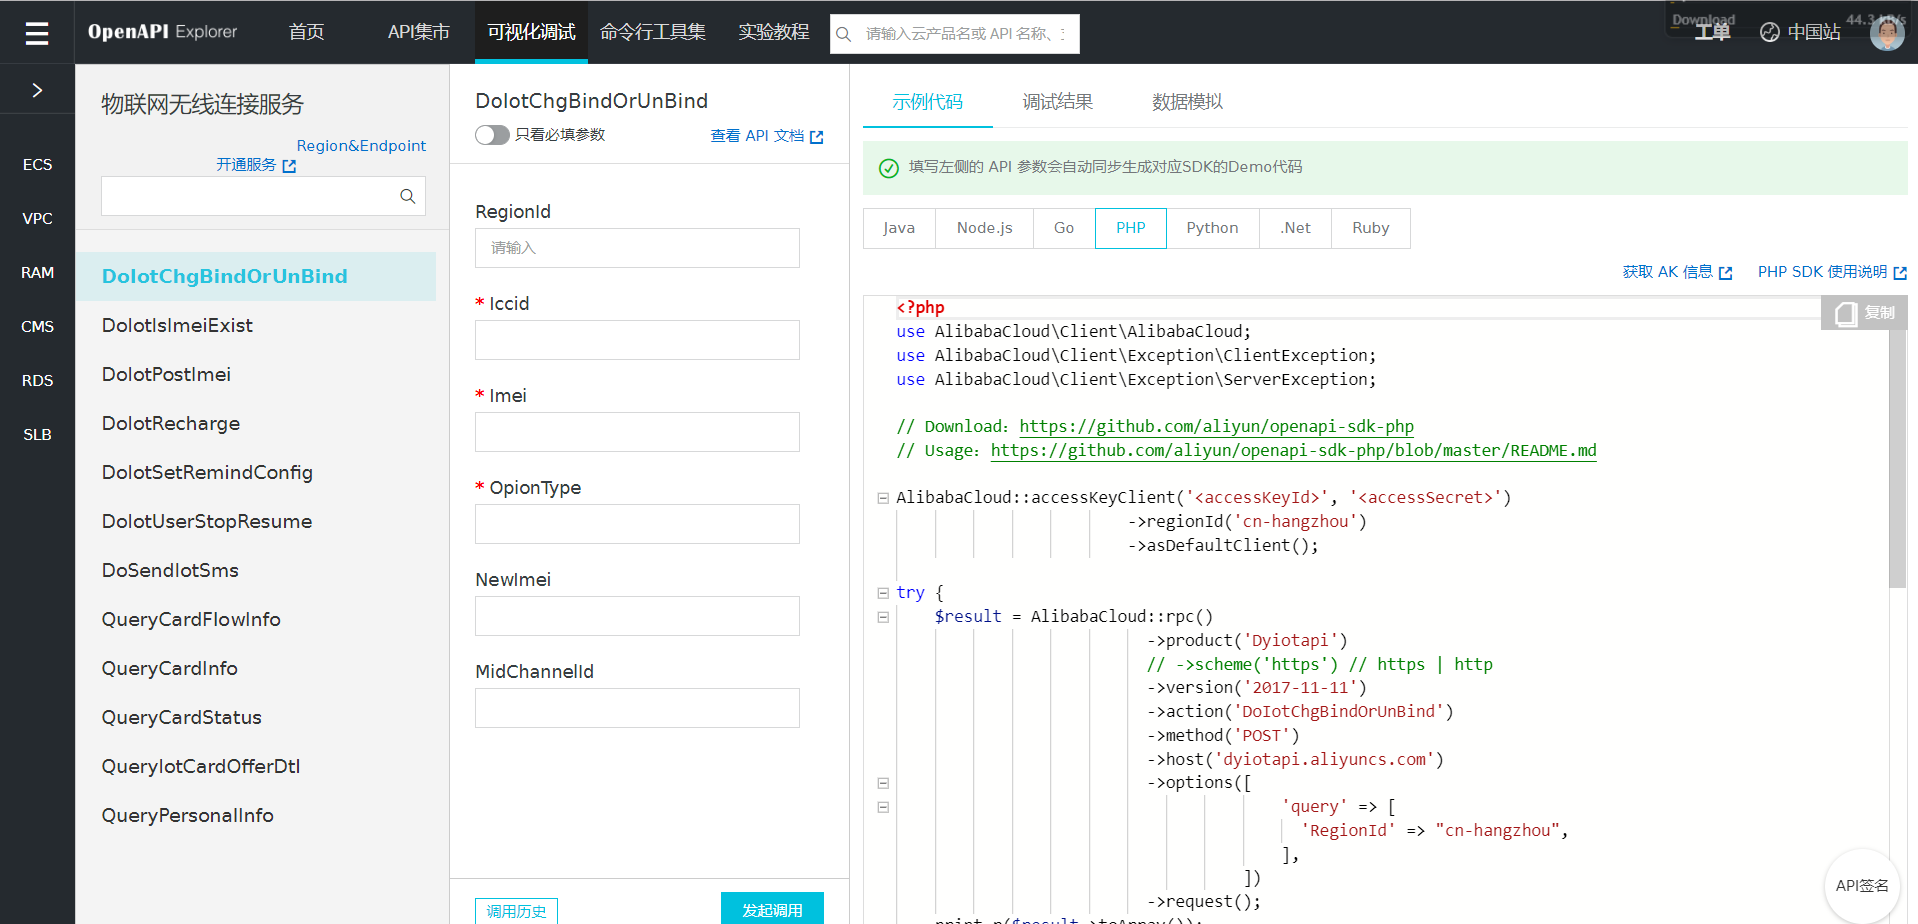 OpenAPI Explorer
首页
API集市
可视化调试
命令行工具集
实验教程
请输入云产品名或 API 名称、
Download
44.3 kB/s
工单
中国站
ECS
VPC
RAM
CMS
RDS
SLB
物联网无线连接服务
Region&Endpoint
开通服务
DoIotChgBindOrUnBind
DoIotIsImeiExist
DoIotPostImei
DoIotRecharge
DoIotSetRemindConfig
DoIotUserStopResume
DoSendIotSms
QueryCardFlowInfo
QueryCardInfo
QueryCardStatus
QueryIotCardOfferDtl
QueryPersonalInfo
DoIotChgBindOrUnBind
只看必填参数
查看 API 文档
RegionId
请输入
* Iccid
* Imei
* OpionType
NewImei
MidChannelId
调用历史
发起调用
示例代码
调试结果
数据模拟
填写左侧的 API 参数会自动同步生成对应SDK的Demo代码
Java
Node.js
Go
PHP
Python
.Net
Ruby
获取 AK 信息
PHP SDK 使用说明
复制
<?php
use AlibabaCloud\Client\AlibabaCloud;
use AlibabaCloud\Client\Exception\ClientException;
use AlibabaCloud\Client\Exception\ServerException;
// Download: https://github.com/aliyun/openapi-sdk-php
// Usage: https://github.com/aliyun/openapi-sdk-php/blob/master/README.md
AlibabaCloud::accessKeyClient('<accessKeyId>', '<accessSecret>')
->regionId('cn-hangzhou')
->asDefaultClient();
try {
$result = AlibabaCloud::rpc()
->product('Dyiotapi')
// ->scheme('https') // https | http
->version('2017-11-11')
->action('DoIotChgBindOrUnBind')
->method('POST')
->host('dyiotapi.aliyuncs.com')
->options([
'query' => [
'RegionId' => "cn-hangzhou",
],
])
->request();
print_r($result->toArray());
API签名